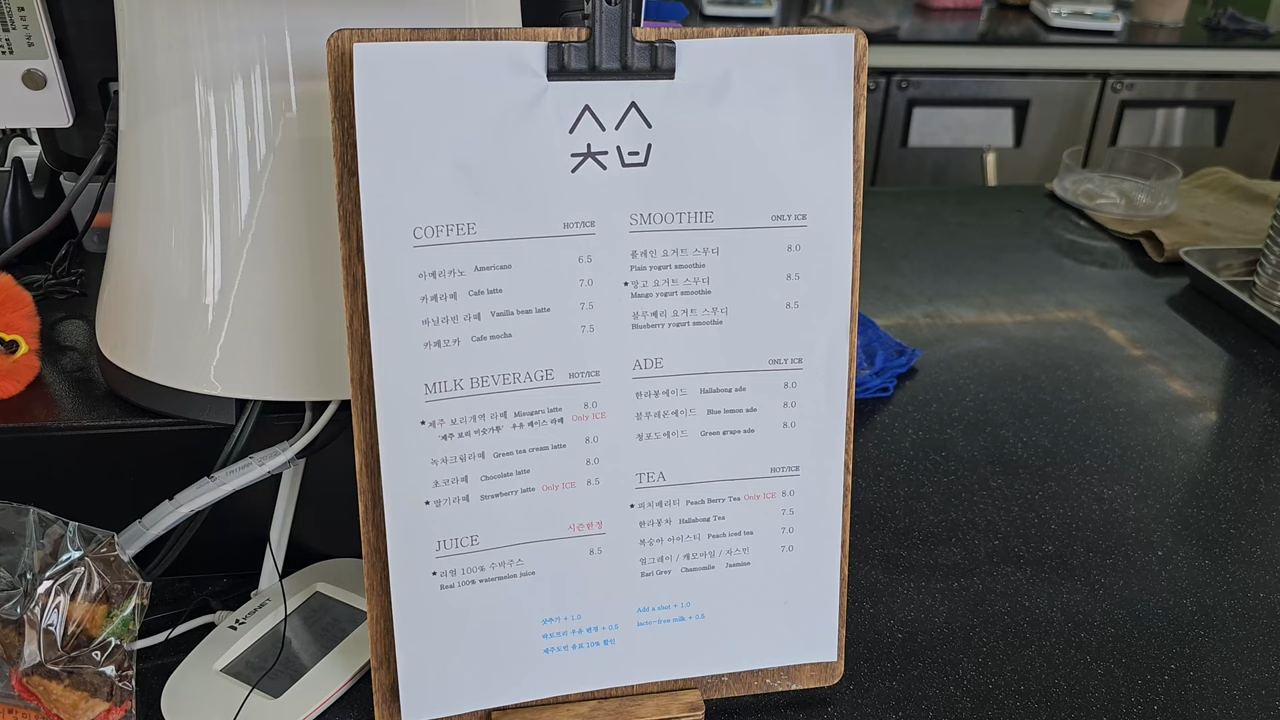 COFFEE HOT/ICE
아메리카노 Americano 6.5
카페라떼 Cafe latte 7.0
바닐라빈 라떼 Vanilla bean latte 7.5
카페모카 Cafe mocha 7.5
MILK BEVERAGE HOT/ICE
★제주 보리개역 라떼 Misugaru latte 8.0
'제주 보리 미숫가루' 우유 베이스 라떼 Only ICE
녹차크림라떼 Green tea cream latte 8.0
초코라떼 Chocolate latte 8.0
★딸기라떼 Strawberry latte Only ICE 8.5
JUICE 시즌한정
★리얼 100% 수박주스 8.5
Real 100% watermelon juice
SMOOTHIE ONLY ICE
플레인 요거트 스무디 8.0
Plain yogurt smoothie
★망고 요거트 스무디 8.5
Mango yogurt smoothie
블루베리 요거트 스무디 8.5
Blueberry yogurt smoothie
ADE ONLY ICE
한라봉에이드 Hallabong ade 8.0
블루레몬에이드 Blue lemon ade 8.0
청포도에이드 Green grape ade 8.0
TEA HOT/ICE
★피치베리티 Peach Berry Tea Only ICE 8.0
한라봉차 Hallabong Tea 7.5
복숭아 아이스티 Peach iced tea 7.0
얼그레이 / 캐모마일 / 자스민 7.0
Earl Grey Chamomile Jasmine
샷추가 + 1.0 Add a shot + 1.0
락토프리 우유 변경 + 0.5 lacto-free milk + 0.5
제주도민 음료 10% 할인
KSNET